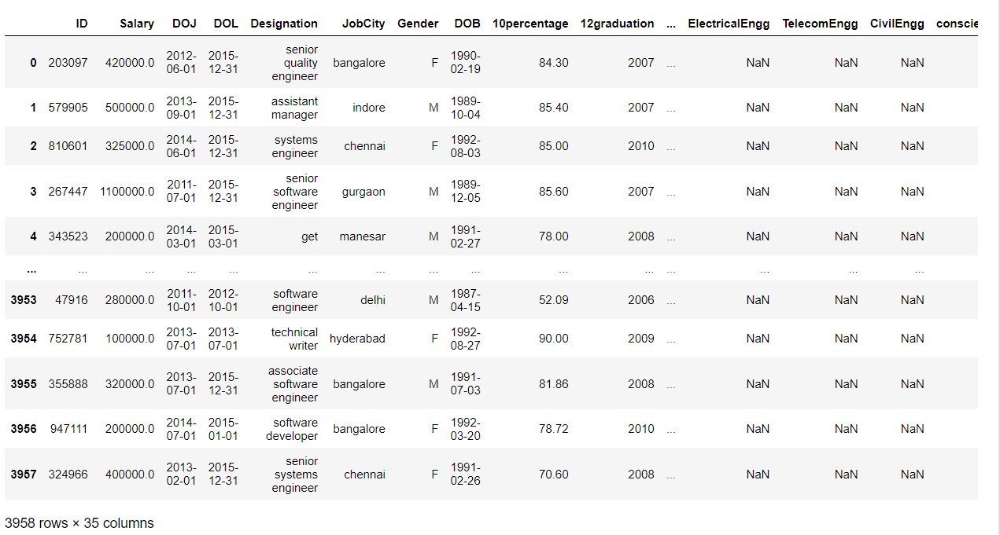 ID Salary DOJ DOL Designation JobCity Gender DOB 10percentage 12graduation ... ElectricalEngg TelecomEngg CivilEngg conscie
0 203097 420000.0 2012-06-01 2015-12-31 senior quality engineer bangalore F 1990-02-19 84.30 2007 ... NaN NaN NaN
1 579905 500000.0 2013-09-01 2015-12-31 assistant manager indore M 1989-10-04 85.40 2007 ... NaN NaN NaN
2 810601 325000.0 2014-06-01 2015-12-31 systems engineer chennai F 1992-08-03 85.00 2010 ... NaN NaN NaN
3 267447 1100000.0 2011-07-01 2015-12-31 senior software engineer gurgaon M 1989-12-05 85.60 2007 ... NaN NaN NaN
4 343523 200000.0 2014-03-01 2015-03-01 get manesar M 1991-02-27 78.00 2008 ... NaN NaN NaN
... ... ... ... ... ... ... ... ... ... ... ... ... ... ...
3953 47916 280000.0 2011-10-01 2012-10-01 software engineer delhi M 1987-04-15 52.09 2006 ... NaN NaN NaN
3954 752781 100000.0 2013-07-01 2013-07-01 technical writer hyderabad F 1992-08-27 90.00 2009 ... NaN NaN NaN
3955 355888 320000.0 2013-07-01 2015-12-31 associate software engineer bangalore M 1991-07-03 81.86 2008 ... NaN NaN NaN
3956 947111 200000.0 2014-07-01 2015-01-01 software developer bangalore F 1992-03-20 78.72 2010 ... NaN NaN NaN
3957 324966 400000.0 2013-02-01 2015-12-31 senior systems engineer chennai F 1991-02-26 70.60 2008 ... NaN NaN NaN
3958 rows × 35 columns